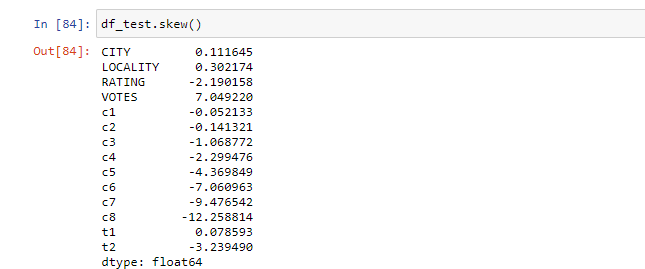 In [84]: df_test.skew()
Out[84]: CITY 0.111645
LOCALITY 0.302174
RATING -2.190158
VOTES 7.049220
c1 -0.052133
c2 -0.141321
c3 -1.068772
c4 -2.299476
c5 -4.369849
c6 -7.060963
c7 -9.476542
c8 -12.258814
t1 0.078593
t2 -3.239490
dtype: float64